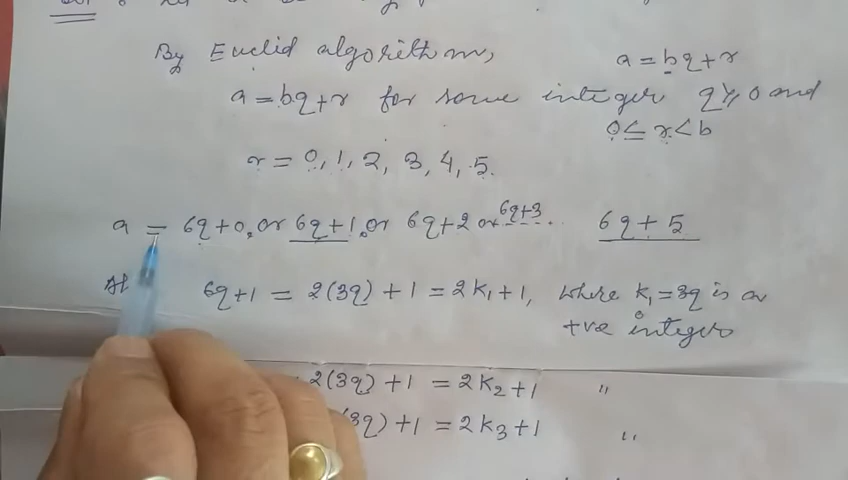 By Euclid algorithm,
a = bq + r
a = bq + r for some integer q ⩾ 0 and
0 ≤ r < b
r = 0, 1, 2, 3, 4, 5.
a = 6q + 0, or 6q + 1, or 6q + 2 or 6q+3 ... 6q + 5
6q + 1 = 2(3q) + 1 = 2k₁ + 1, where k₁ = 3q is a
+ve integer
2(3q) + 1 = 2k₂ + 1 "
3q) + 1 = 2k₃ + 1 "